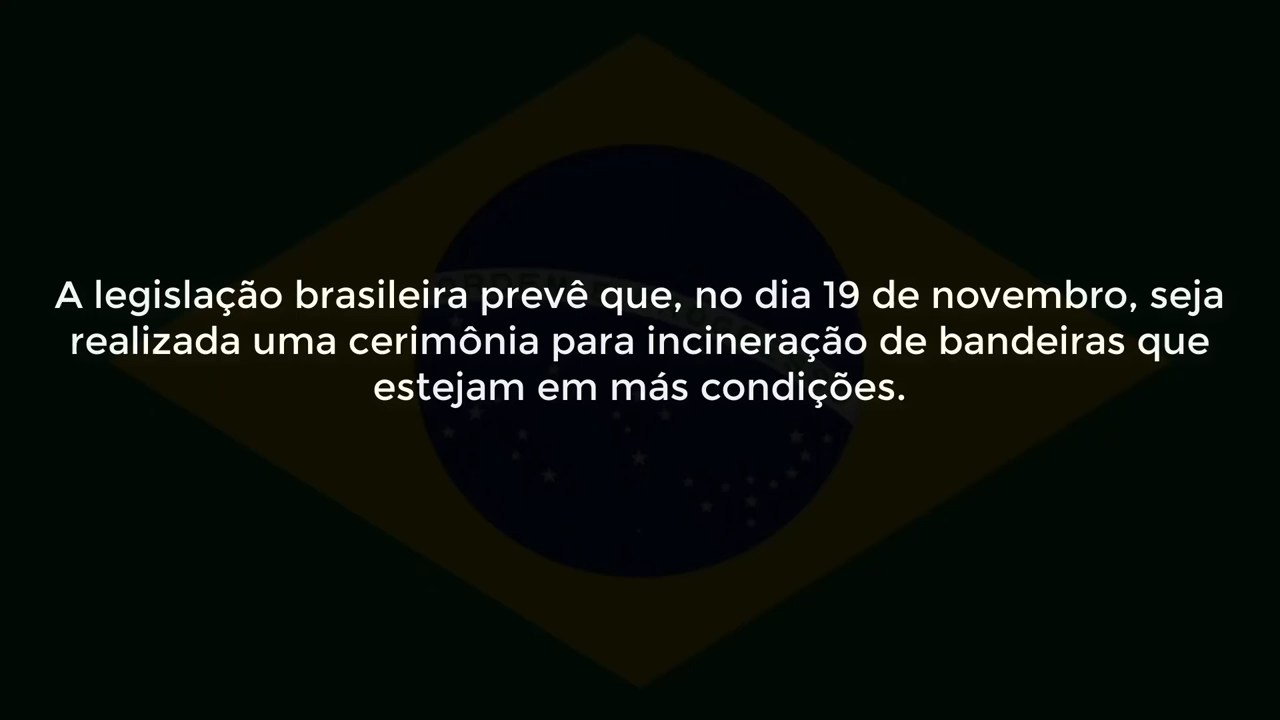 A legislação brasileira prevê que, no dia 19 de novembro, seja
realizada uma cerimônia para incineração de bandeiras que
estejam em más condições.